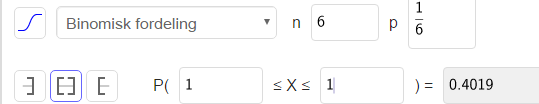 Binomisk fordeling n 6 p 1/6
P( 1 ≤ X ≤ 1 ) = 0.4019